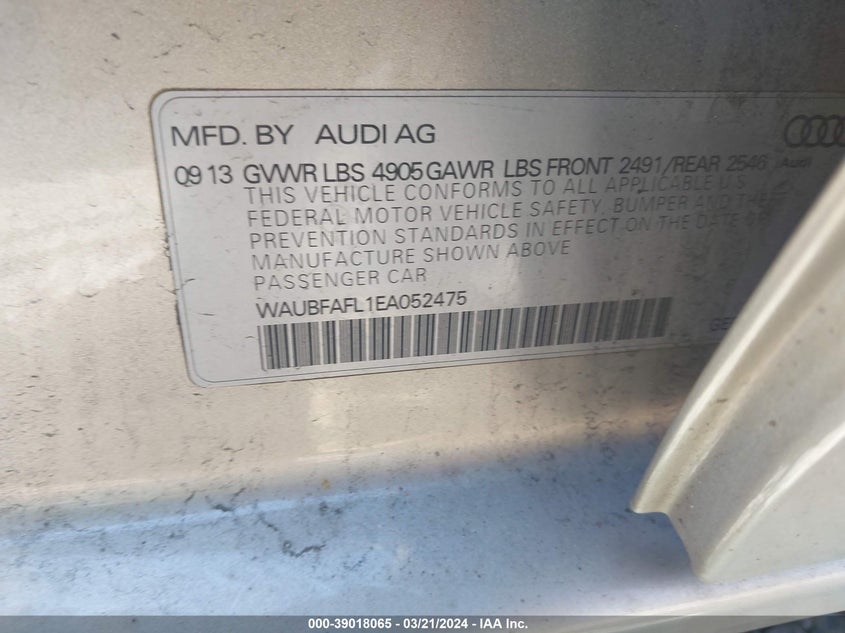 MFD. BY AUDI AG
09 13 GVWR LBS 4905 GAWR LBS FRONT 2491/REAR 2546
Audi
THIS VEHICLE CONFORMS TO ALL APPLICABLE U.S
FEDERAL MOTOR VEHICLE SAFETY, BUMPER AND THE
PREVENTION STANDARDS IN EFFECT ON THE DATE OF
MANUFACTURE SHOWN ABOVE
PASSENGER CAR
WAUBFAFL1EA052475
000-39018065 - 03/21/2024 - IAA Inc.